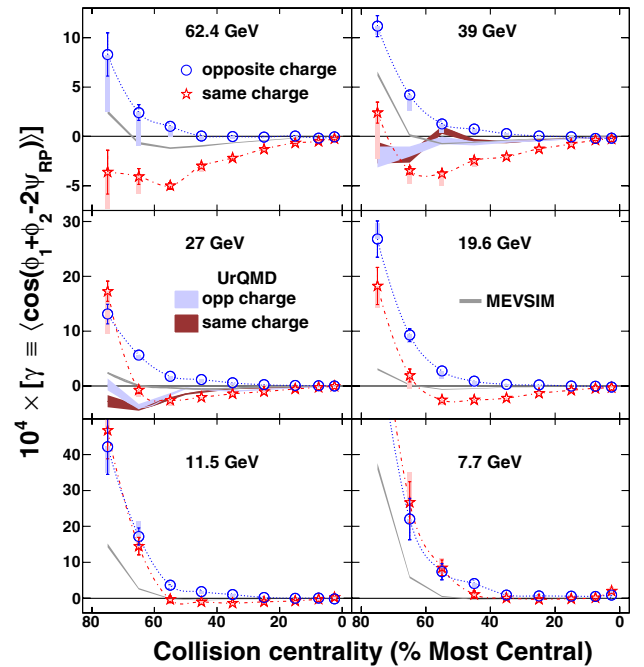 62.4 GeV
39 GeV
opposite charge
same charge
10
5
0
-5
27 GeV
19.6 GeV
UrQMD
opp charge
same charge
MEVSIM
30
20
10
0
11.5 GeV
7.7 GeV
40
30
20
10
0
80 60 40 20 0
80 60 40 20 0
Collision centrality (% Most Central)
10⁴ × [γ ≡ ⟨cos(ϕ₁+ϕ₂-2ψ_RP)⟩]